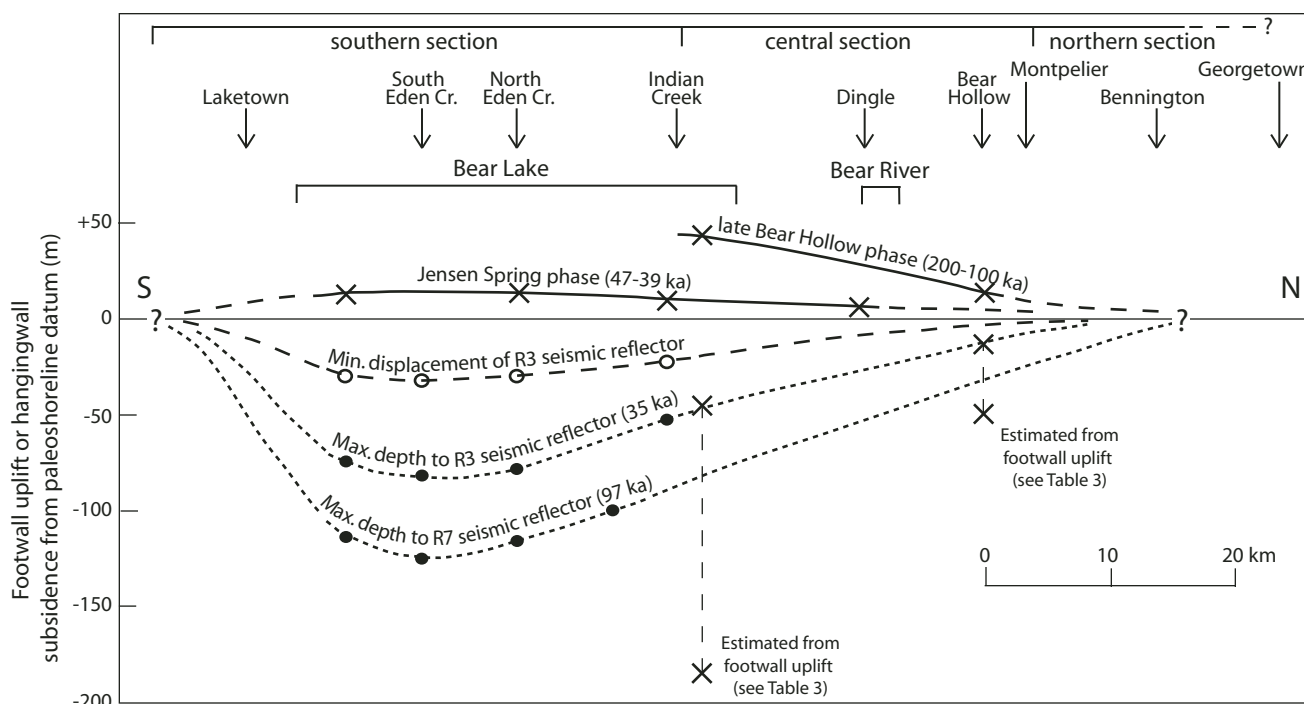 southern section
central section
northern section
?
Laketown
South
Eden Cr.
North
Eden Cr.
Indian
Creek
Dingle
Bear
Hollow
Montpelier
Bennington
Georgetown
Bear Lake
Bear River
Footwall uplift or hangingwall
subsidence from paleoshoreline datum (m)
+50
0
-50
-100
-150
-200
S
N
?
?
late Bear Hollow phase (200-100 ka)
Jensen Spring phase (47-39 ka)
Min. displacement of R3 seismic reflector
Max. depth to R3 seismic reflector (35 ka)
Max. depth to R7 seismic reflector (97 ka)
Estimated from
footwall uplift
(see Table 3)
Estimated from
footwall uplift
(see Table 3)
0
10
20 km